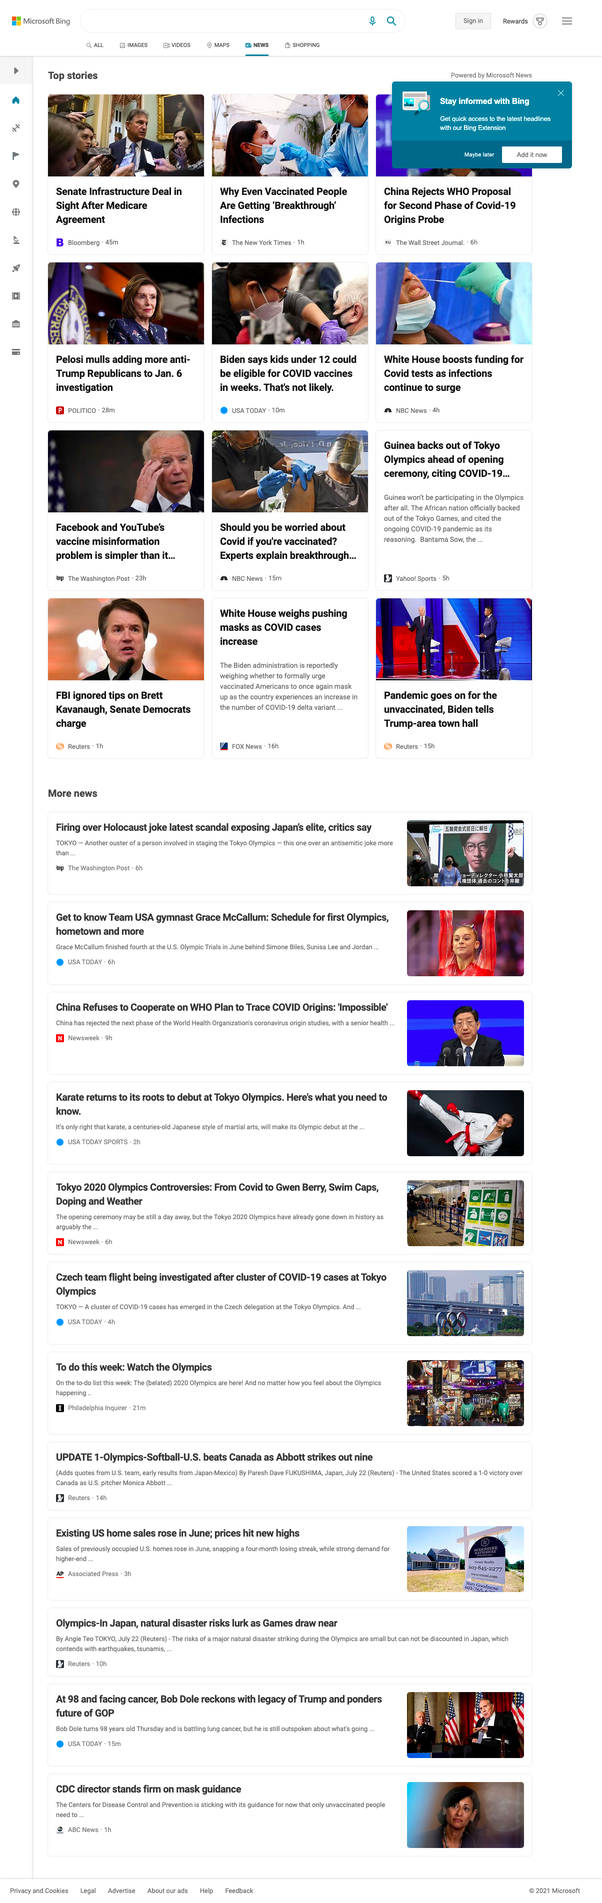 Microsoft Bing
Sign in
Rewards
ALL
IMAGES
VIDEOS
MAPS
NEWS
SHOPPING
Top stories
Powered by Microsoft News
Stay informed with Bing
Get quick access to the latest headlines
with our Bing Extension
Maybe later
Add it now
Senate Infrastructure Deal in
Sight After Medicare
Agreement
Bloomberg · 45m
Why Even Vaccinated People
Are Getting ‘Breakthrough’
Infections
The New York Times · 1h
China Rejects WHO Proposal
for Second Phase of Covid-19
Origins Probe
The Wall Street Journal. · 6h
Pelosi mulls adding more anti-
Trump Republicans to Jan. 6
investigation
POLITICO · 28m
Biden says kids under 12 could
be eligible for COVID vaccines
in weeks. That's not likely.
USA TODAY · 10m
White House boosts funding for
Covid tests as infections
continue to surge
NBC News · 4h
Facebook and YouTube’s
vaccine misinformation
problem is simpler than it...
The Washington Post · 23h
Should you be worried about
Covid if you're vaccinated?
Experts explain breakthrough...
NBC News · 15m
Guinea backs out of Tokyo
Olympics ahead of opening
ceremony, citing COVID-19...
Guinea won't be participating in the Olympics
after all. The African nation officially backed
out of the Tokyo Games, and cited the
ongoing COVID-19 pandemic as its
reasoning. Bantama Sow, the ...
Yahoo! Sports · 5h
FBI ignored tips on Brett
Kavanaugh, Senate Democrats
charge
Reuters · 1h
White House weighs pushing
masks as COVID cases
increase
The Biden administration is reportedly
weighing whether to formally urge
vaccinated Americans to once again mask
up as the country experiences an increase in
the number of COVID-19 delta variant ...
FOX News · 16h
Pandemic goes on for the
unvaccinated, Biden tells
Trump-area town hall
Reuters · 15h
More news
Firing over Holocaust joke latest scandal exposing Japan’s elite, critics say
TOKYO — Another ouster of a person involved in staging the Tokyo Olympics — this one over an antisemitic joke more
than ...
The Washington Post · 6h
Get to know Team USA gymnast Grace McCallum: Schedule for first Olympics,
hometown and more
Grace McCallum finished fourth at the U.S. Olympic Trials in June behind Simone Biles, Sunisa Lee and Jordan ...
USA TODAY · 6h
China Refuses to Cooperate on WHO Plan to Trace COVID Origins: 'Impossible'
China has rejected the next phase of the World Health Organization's coronavirus origin studies, with a senior health ...
Newsweek · 9h
Karate returns to its roots to debut at Tokyo Olympics. Here's what you need to
know.
It's only right that karate, a centuries-old Japanese style of martial arts, will make its Olympic debut at the ...
USA TODAY SPORTS · 2h
Tokyo 2020 Olympics Controversies: From Covid to Gwen Berry, Swim Caps,
Doping and Weather
The opening ceremony may be still a day away, but the Tokyo 2020 Olympics have already gone down in history as
arguably the ...
Newsweek · 6h
Czech team flight being investigated after cluster of COVID-19 cases at Tokyo
Olympics
TOKYO — A cluster of COVID-19 cases has emerged in the Czech delegation at the Tokyo Olympics. And ...
USA TODAY · 4h
To do this week: Watch the Olympics
On the to-do list this week: The (belated) 2020 Olympics are here! And no matter how you feel about the Olympics
happening ..
Philadelphia Inquirer · 21m
UPDATE 1-Olympics-Softball-U.S. beats Canada as Abbott strikes out nine
(Adds quotes from U.S. team, early results from Japan-Mexico) By Paresh Dave FUKUSHIMA, Japan, July 22 (Reuters) - The United States scored a 1-0 victory over
Canada as U.S. pitcher Monica Abbott ...
Reuters · 14h
Existing US home sales rose in June; prices hit new highs
Sales of previously occupied U.S. homes rose in June, snapping a four-month losing streak, while strong demand for
higher-end ...
Associated Press · 3h
Olympics-In Japan, natural disaster risks lurk as Games draw near
By Angie Teo TOKYO, July 22 (Reuters) - The risks of a major natural disaster striking during the Olympics are small but can not be discounted in Japan, which
contends with earthquakes, tsunamis, ...
Reuters · 10h
At 98 and facing cancer, Bob Dole reckons with legacy of Trump and ponders
future of GOP
Bob Dole turns 98 years old Thursday and is battling lung cancer, but he is still outspoken about what's going ...
USA TODAY · 15m
CDC director stands firm on mask guidance
The Centers for Disease Control and Prevention is sticking with its guidance for now that only unvaccinated people
need to ...
ABC News · 1h
Privacy and Cookies
Legal
Advertise
About our ads
Help
Feedback
© 2021 Microsoft